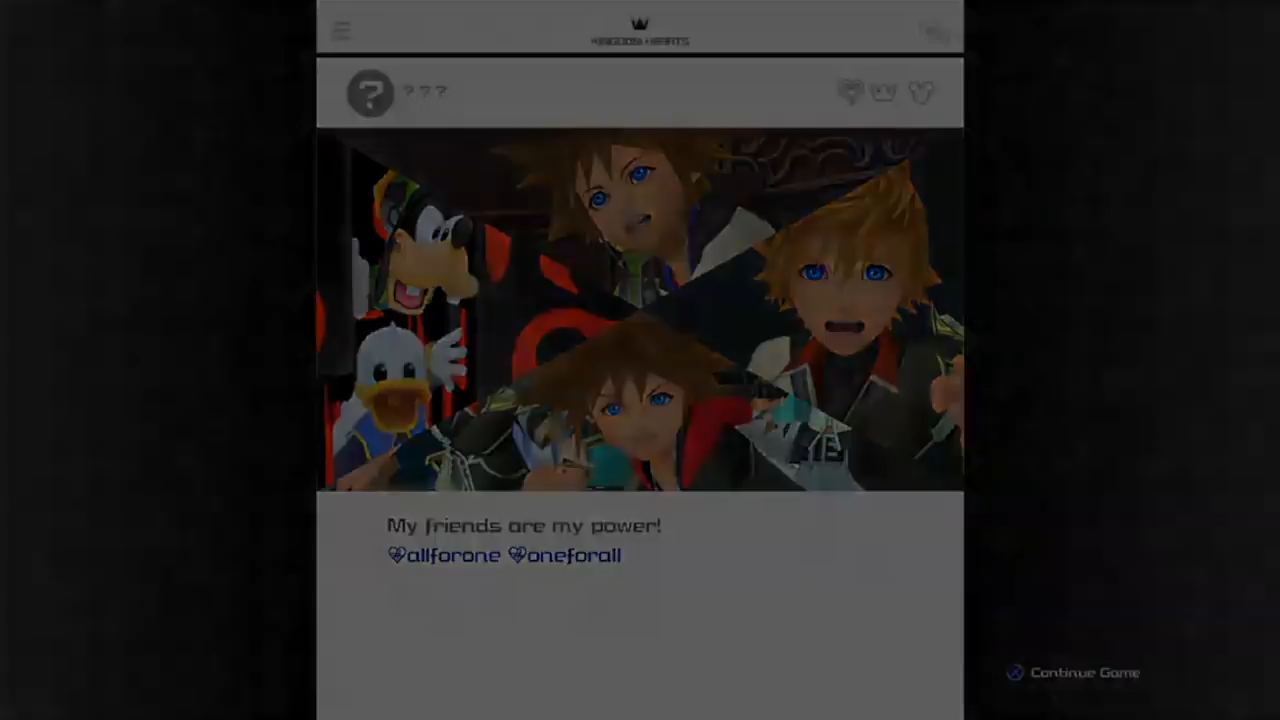 KINGDOM HEARTS
? ? ? ?
My friends are my power!
allforone oneforall
Continue Game